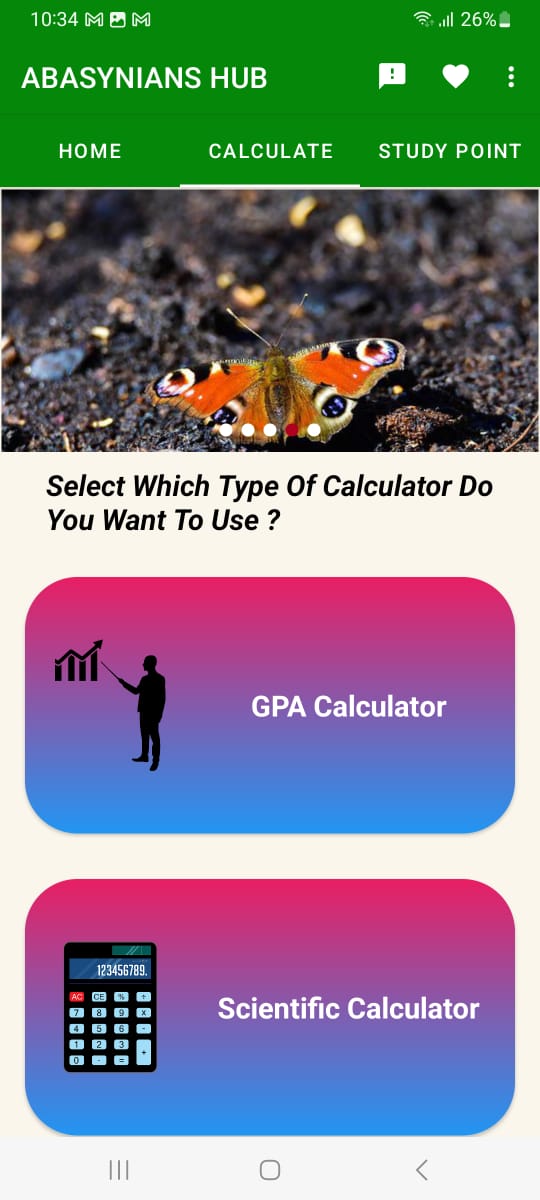 10:34 26%
ABASYNIANS HUB
HOME CALCULATE STUDY POINT
Select Which Type Of Calculator Do
You Want To Use ?
GPA Calculator
123456789.
AC CE % ÷
7 8 9 x
4 5 6 -
1 2 3 +
0 · =
Scientific Calculator